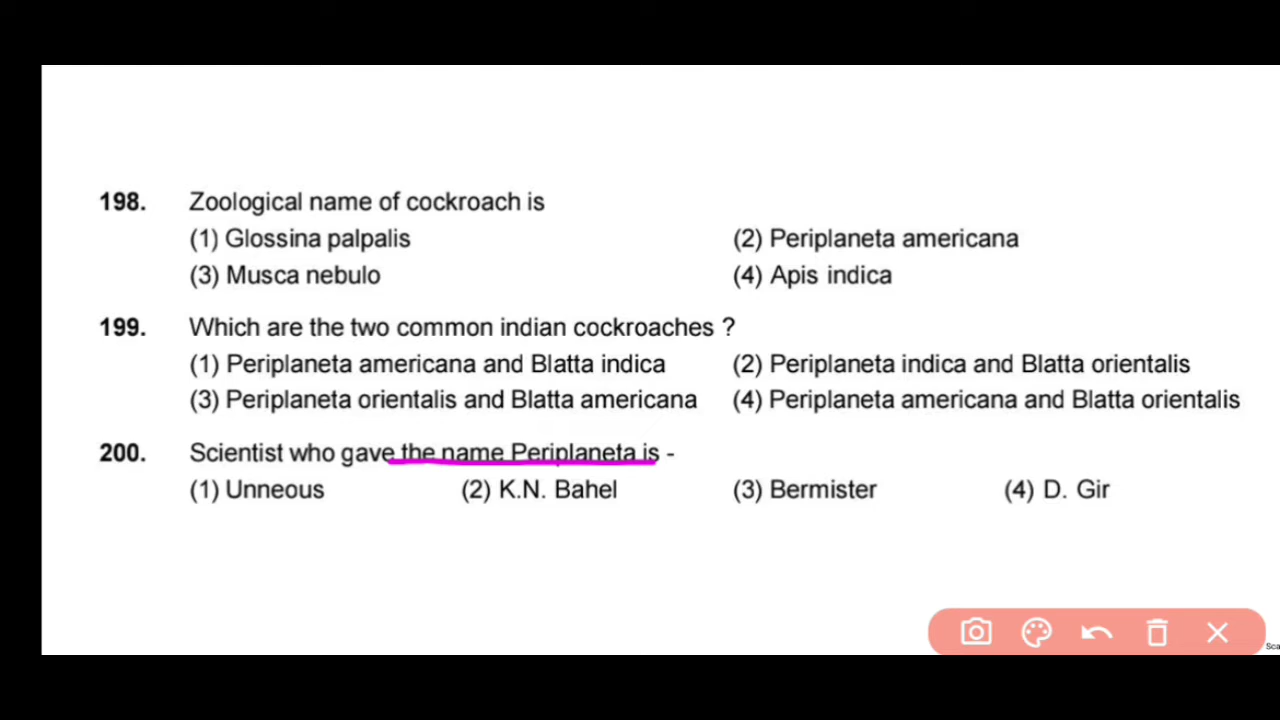 198. Zoological name of cockroach is
(1) Glossina palpalis (2) Periplaneta americana
(3) Musca nebulo (4) Apis indica
199. Which are the two common indian cockroaches ?
(1) Periplaneta americana and Blatta indica (2) Periplaneta indica and Blatta orientalis
(3) Periplaneta orientalis and Blatta americana (4) Periplaneta americana and Blatta orientalis
200. Scientist who gave the name Periplaneta is -
(1) Unneous (2) K.N. Bahel (3) Bermister (4) D. Gir
Sca